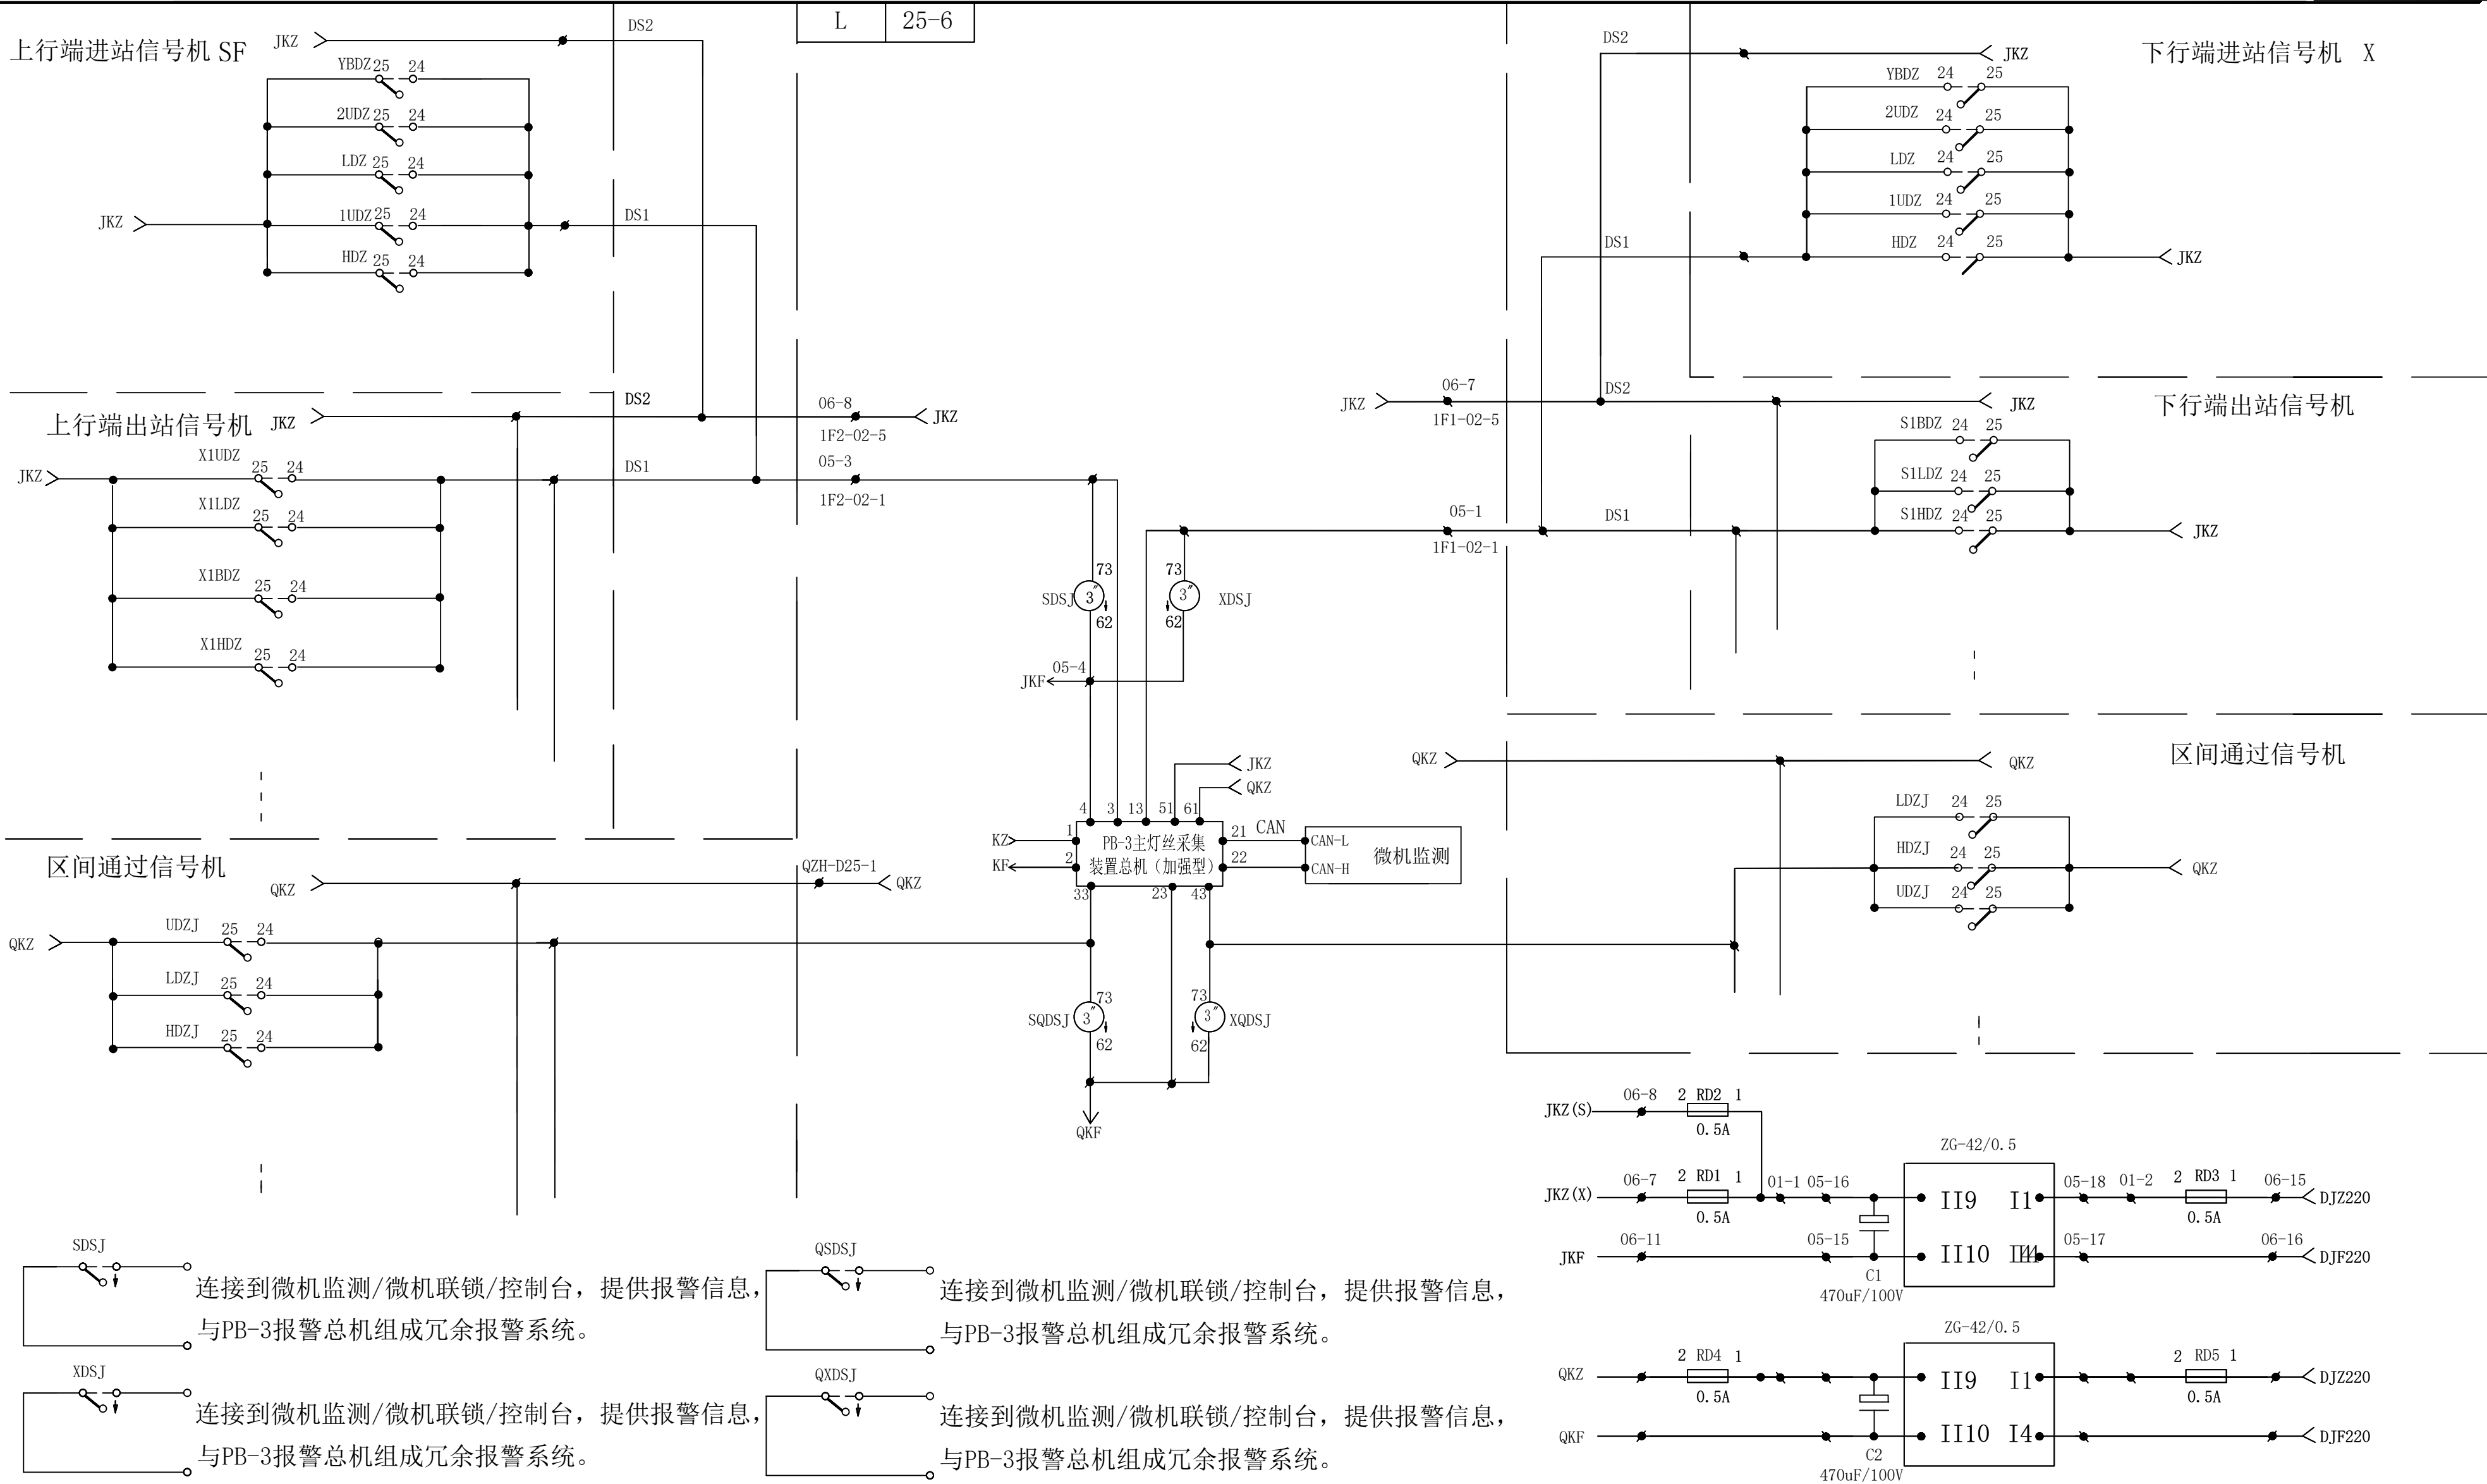 L 25-6
上行端进站信号机 SF
JKZ DS2
YBDZ 25 24
2UDZ 25 24
LDZ 25 24
JKZ 1UDZ 25 24 DS1
HDZ 25 24
下行端进站信号机 X
DS2 JKZ
YBDZ 24 25
2UDZ 24 25
LDZ 24 25
1UDZ 24 25
DS1 HDZ 24 25 JKZ
上行端出站信号机 JKZ DS2 06-8 JKZ
1F2-02-5
JKZ X1UDZ 25 24 DS1 05-3
1F2-02-1
X1LDZ 25 24
X1BDZ 25 24
X1HDZ 25 24
下行端出站信号机
JKZ 06-7 DS2 JKZ
1F1-02-5
S1BDZ 24 25
S1LDZ 24 25
05-1 DS1 S1HDZ 24 25 JKZ
1F1-02-1
73 73
SDSJ 3 3″ XDSJ
62 62
JKF 05-4
JKZ
QKZ
4 3 13 51 61
KZ 1 PB-3主灯丝采集 21 CAN CAN-L
KF 2 装置总机(加强型) 22 CAN-H
微机监测
33 23 43
区间通过信号机
QKZ QZH-D25-1 QKZ
QKZ UDZJ 25 24
LDZJ 25 24
HDZJ 25 24
区间通过信号机
QKZ QKZ
LDZJ 24 25
HDZJ 24 25 QKZ
UDZJ 24 25
73 73
SQDSJ 3″ 3″ XQDSJ
62 62
QKF
JKZ(S) 06-8 2 RD2 1
0.5A
ZG-42/0.5
JKZ(X) 06-7 2 RD1 1 01-1 05-16 II9 I1 05-18 01-2 2 RD3 1 06-15 DJZ220
0.5A 0.5A
JKF 06-11 05-15 II10 I4 05-17 06-16 DJF220
C1
470uF/100V
ZG-42/0.5
QKZ 2 RD4 1 II9 I1 2 RD5 1 DJZ220
0.5A 0.5A
QKF II10 I4 DJF220
C2
470uF/100V
SDSJ
连接到微机监测/微机联锁/控制台，提供报警信息，
与PB-3报警总机组成冗余报警系统。
QSDSJ
连接到微机监测/微机联锁/控制台，提供报警信息，
与PB-3报警总机组成冗余报警系统。
XDSJ
连接到微机监测/微机联锁/控制台，提供报警信息，
与PB-3报警总机组成冗余报警系统。
QXDSJ
连接到微机监测/微机联锁/控制台，提供报警信息，
与PB-3报警总机组成冗余报警系统。